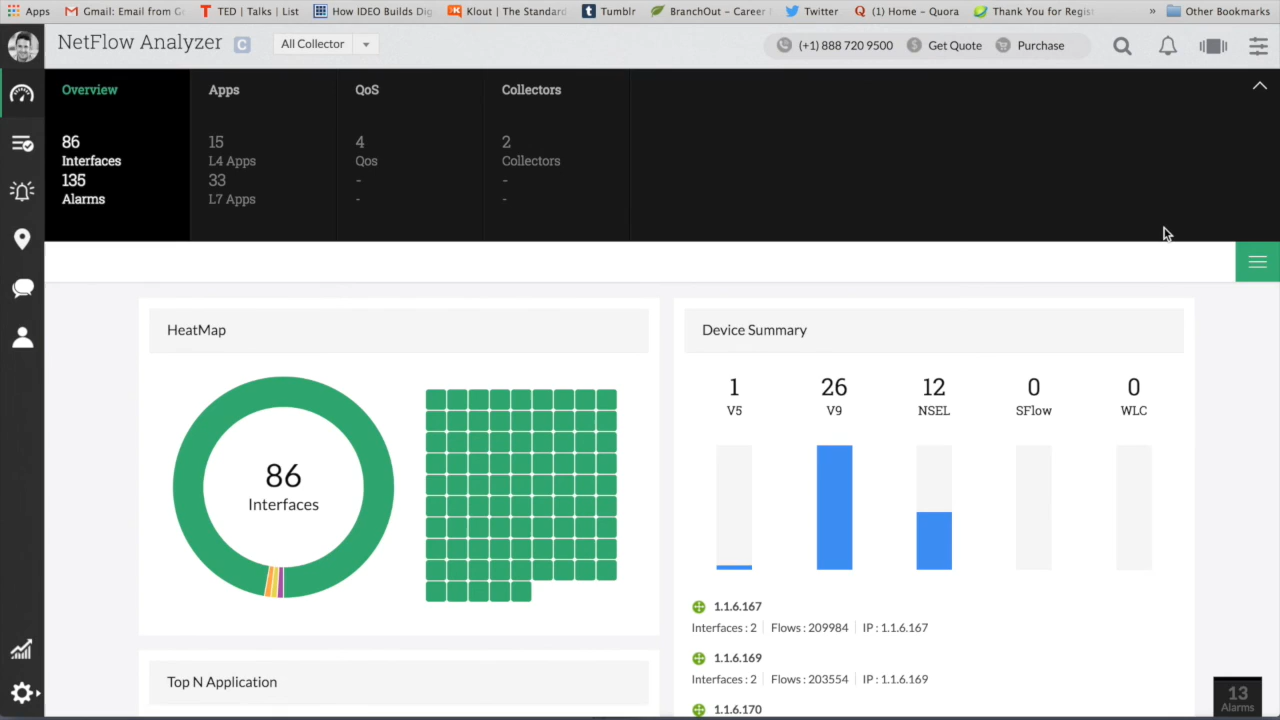 Apps
Gmail: Email from Go
TED | Talks | List
How IDEO Builds Dig
Klout | The Standard
Tumblr
BranchOut – Career
Twitter
(1) Home – Quora
Thank You for Regist
»
Other Bookmarks
NetFlow Analyzer C
All Collector
(+1) 888 720 9500
Get Quote
Purchase
Overview
86
Interfaces
135
Alarms
Apps
15
L4 Apps
33
L7 Apps
QoS
4
Qos
-
-
Collectors
2
Collectors
-
-
HeatMap
86
Interfaces
Top N Application
Device Summary
1
V5
26
V9
12
NSEL
0
SFlow
0
WLC
1.1.6.167
Interfaces : 2 | Flows : 209984 | IP : 1.1.6.167
1.1.6.169
Interfaces : 2 | Flows : 203554 | IP : 1.1.6.169
1.1.6.170
13
Alarms